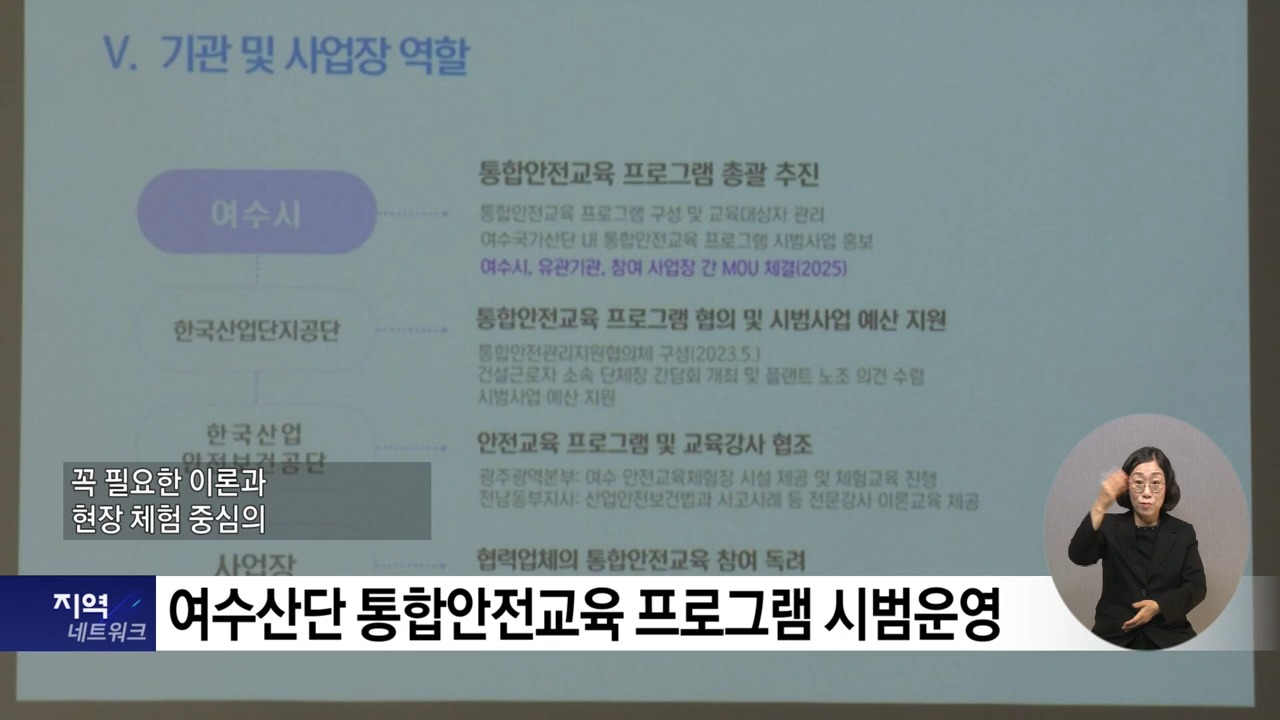 V. 기관 및 사업장 역할
여수시
통합안전교육 프로그램 총괄 추진
통합안전교육 프로그램 구성 및 교육대상자 관리
여수국가산단 내 통합안전교육 프로그램 시범사업 홍보
여수시, 유관기관, 참여 사업장 간 MOU 체결(2025)
한국산업단지공단
통합안전교육 프로그램 협의 및 시범사업 예산 지원
통합안전관리지원협의체 구성(2023.5.)
건설근로자 소속 단체장 간담회 개최 및 플랜트 노조 의견 수렴
시범사업 예산 지원
한국산업
안전보건공단
안전교육 프로그램 및 교육강사 협조
광주광역본부: 여수 안전교육체험장 시설 제공 및 체험교육 진행
전남동부지사: 산업안전보건법과 사고사례 등 전문강사 이론교육 제공
사업장
협력업체의 통합안전교육 참여 독려
꼭 필요한 이론과
현장 체험 중심의
지역
네트워크
여수산단 통합안전교육 프로그램 시범운영